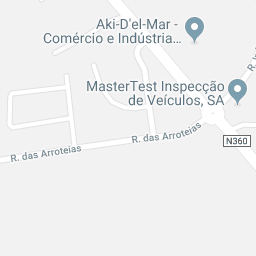 Aki-D'el-Mar -
Comércio e Indústria...
MasterTest Inspecção
de Veículos, SA
R. das Arroteias
N360
R. das Arroteias